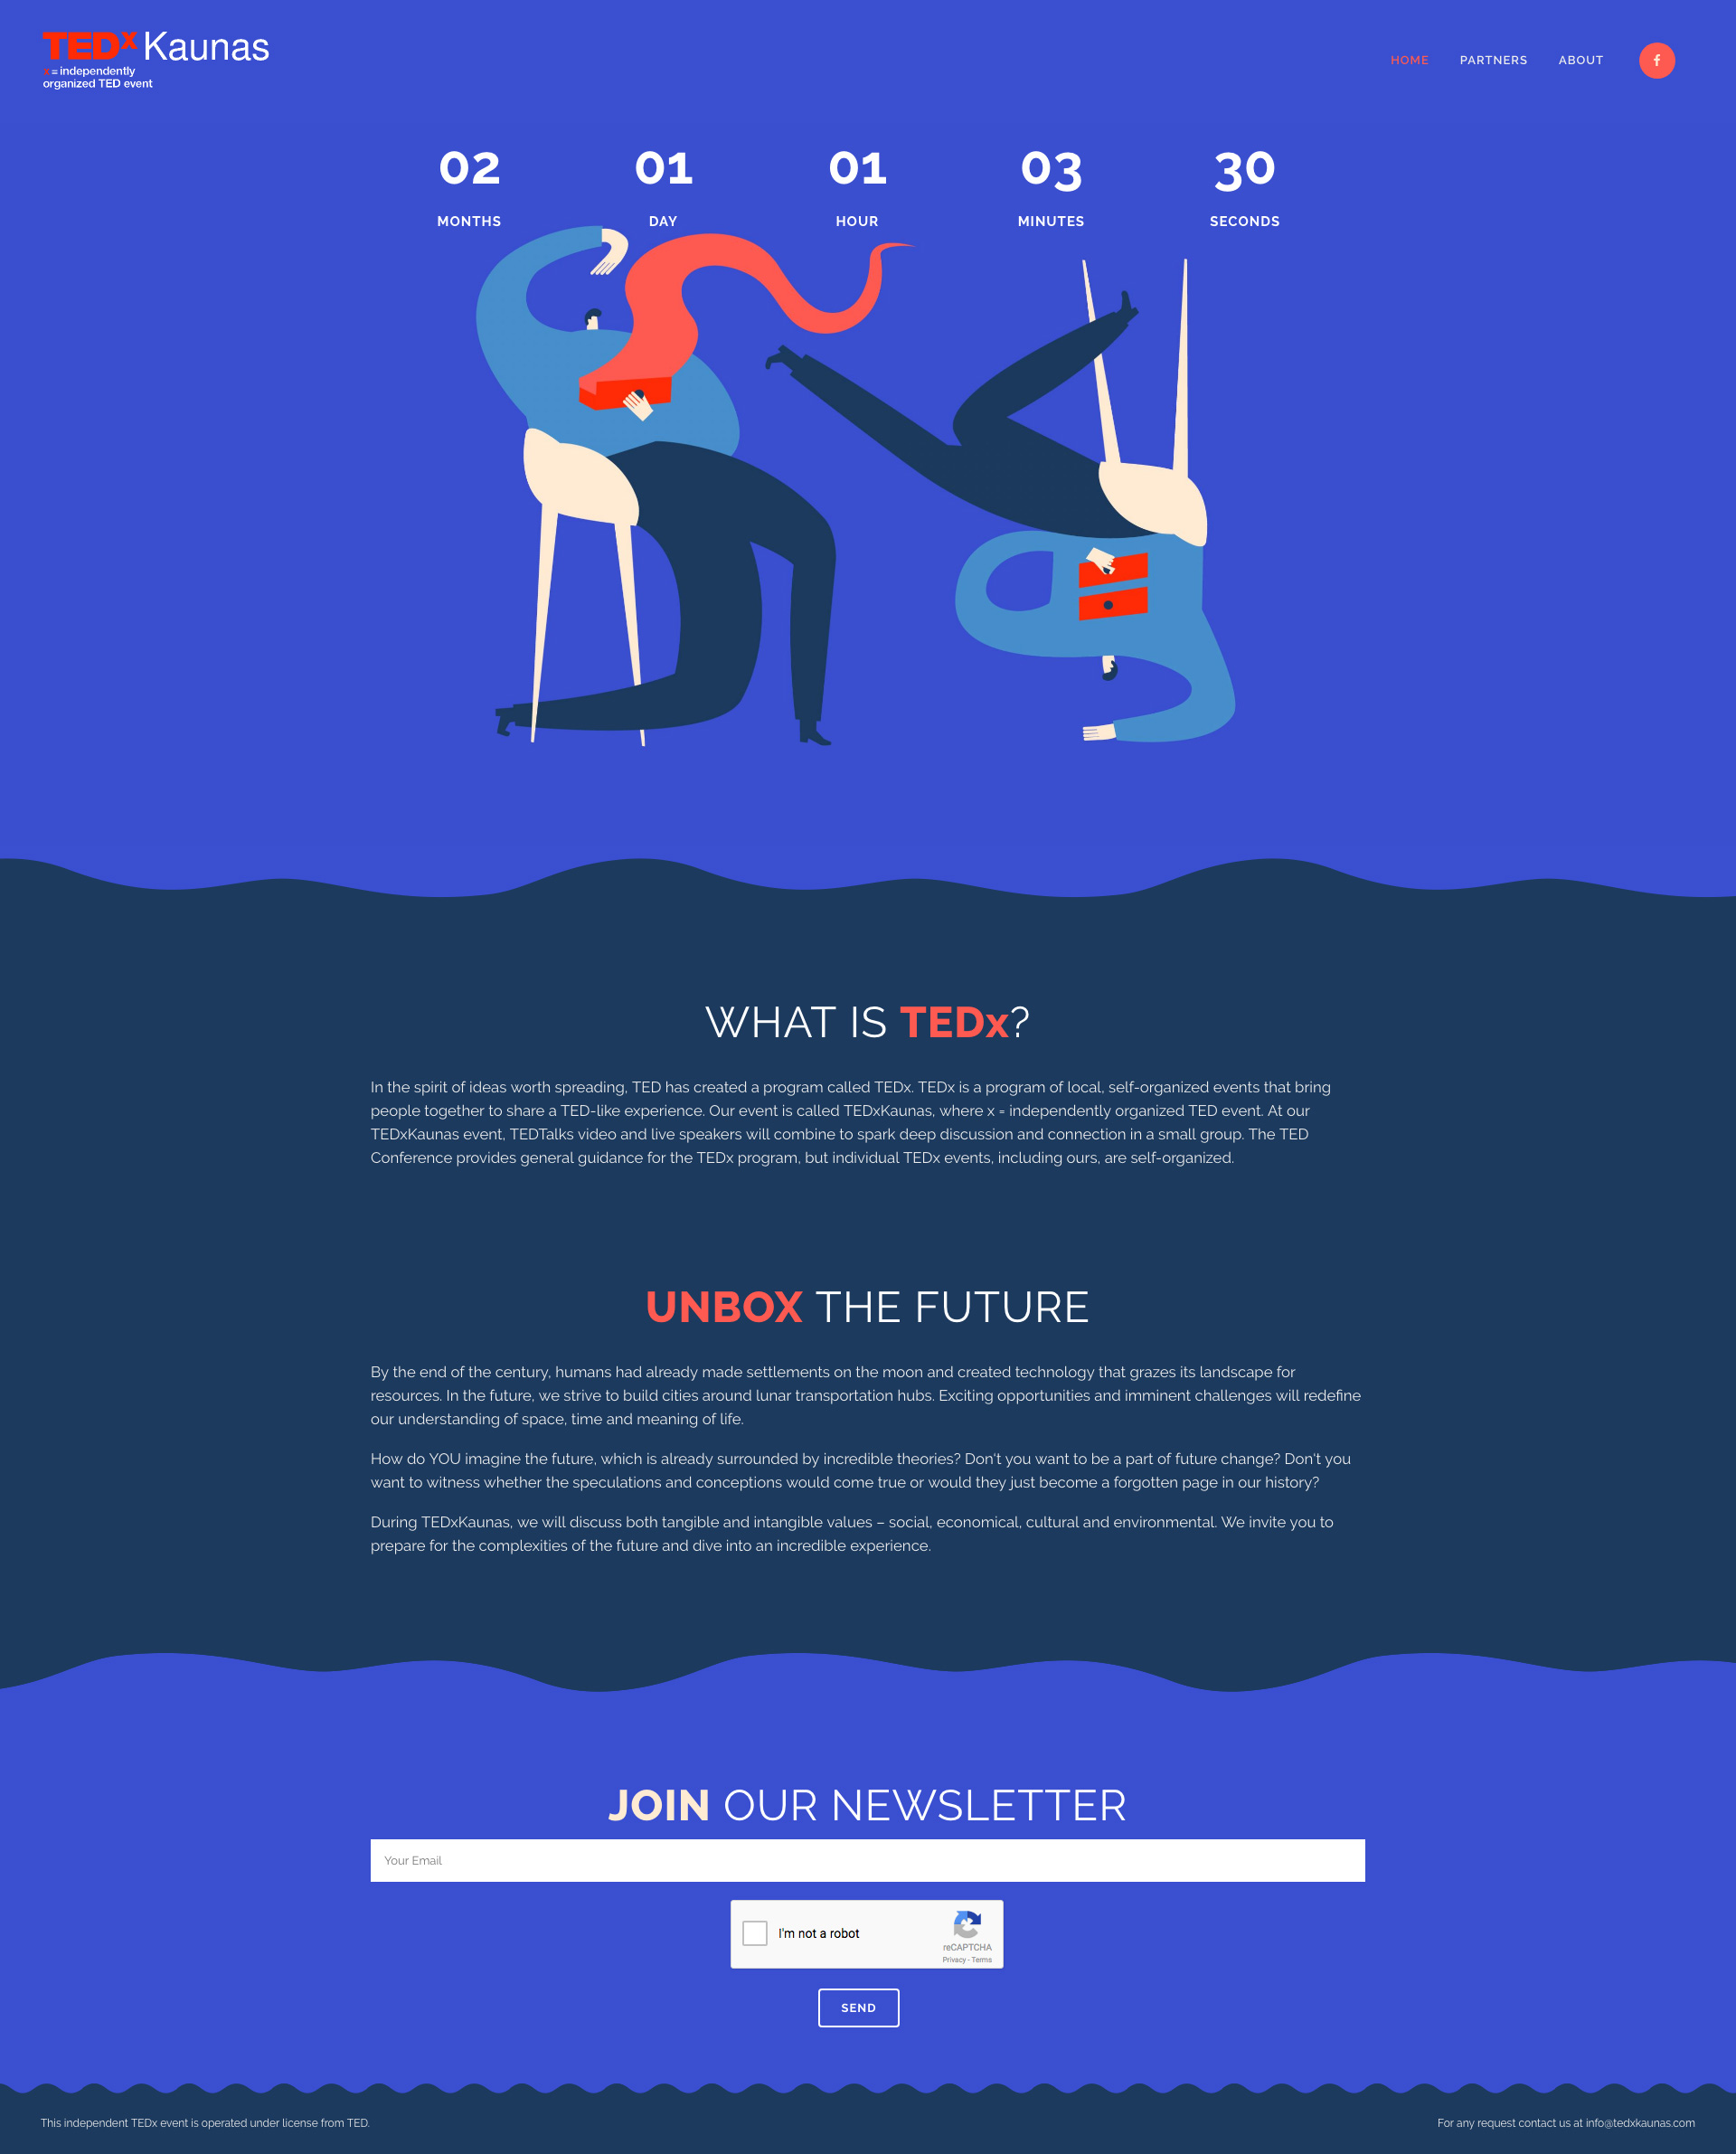 TEDx Kaunas
x = independently
organized TED event
HOME PARTNERS ABOUT
02 01 01 03 30
MONTHS DAY HOUR MINUTES SECONDS
WHAT IS TEDx?
In the spirit of ideas worth spreading, TED has created a program called TEDx. TEDx is a program of local, self-organized events that bring
people together to share a TED-like experience. Our event is called TEDxKaunas, where x = independently organized TED event. At our
TEDxKaunas event, TEDTalks video and live speakers will combine to spark deep discussion and connection in a small group. The TED
Conference provides general guidance for the TEDx program, but individual TEDx events, including ours, are self-organized.
UNBOX THE FUTURE
By the end of the century, humans had already made settlements on the moon and created technology that grazes its landscape for
resources. In the future, we strive to build cities around lunar transportation hubs. Exciting opportunities and imminent challenges will redefine
our understanding of space, time and meaning of life.
How do YOU imagine the future, which is already surrounded by incredible theories? Don't you want to be a part of future change? Don't you
want to witness whether the speculations and conceptions would come true or would they just become a forgotten page in our history?
During TEDxKaunas, we will discuss both tangible and intangible values – social, economical, cultural and environmental. We invite you to
prepare for the complexities of the future and dive into an incredible experience.
JOIN OUR NEWSLETTER
Your Email
I'm not a robot
reCAPTCHA
Privacy - Terms
SEND
This independent TEDx event is operated under license from TED.
For any request contact us at info@tedxkaunas.com